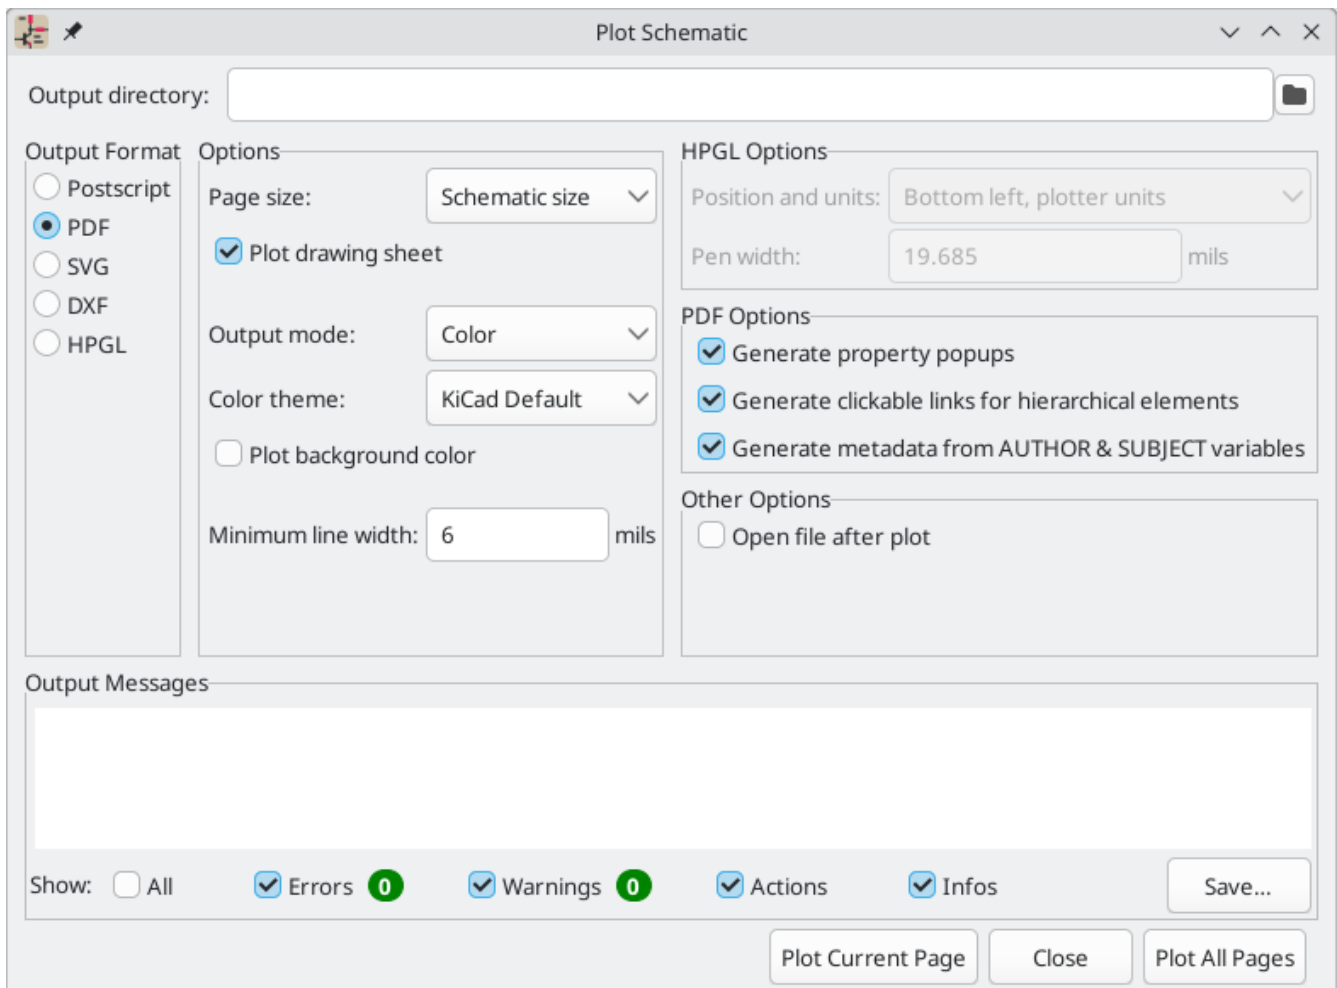 Plot Schematic
Output directory:
Output Format
Postscript
PDF
SVG
DXF
HPGL
Options
Page size: Schematic size
Plot drawing sheet
Output mode: Color
Color theme: KiCad Default
Plot background color
Minimum line width: 6 mils
HPGL Options
Position and units: Bottom left, plotter units
Pen width: 19.685 mils
PDF Options
Generate property popups
Generate clickable links for hierarchical elements
Generate metadata from AUTHOR & SUBJECT variables
Other Options
Open file after plot
Output Messages
Show: All Errors 0 Warnings 0 Actions Infos Save...
Plot Current Page Close Plot All Pages